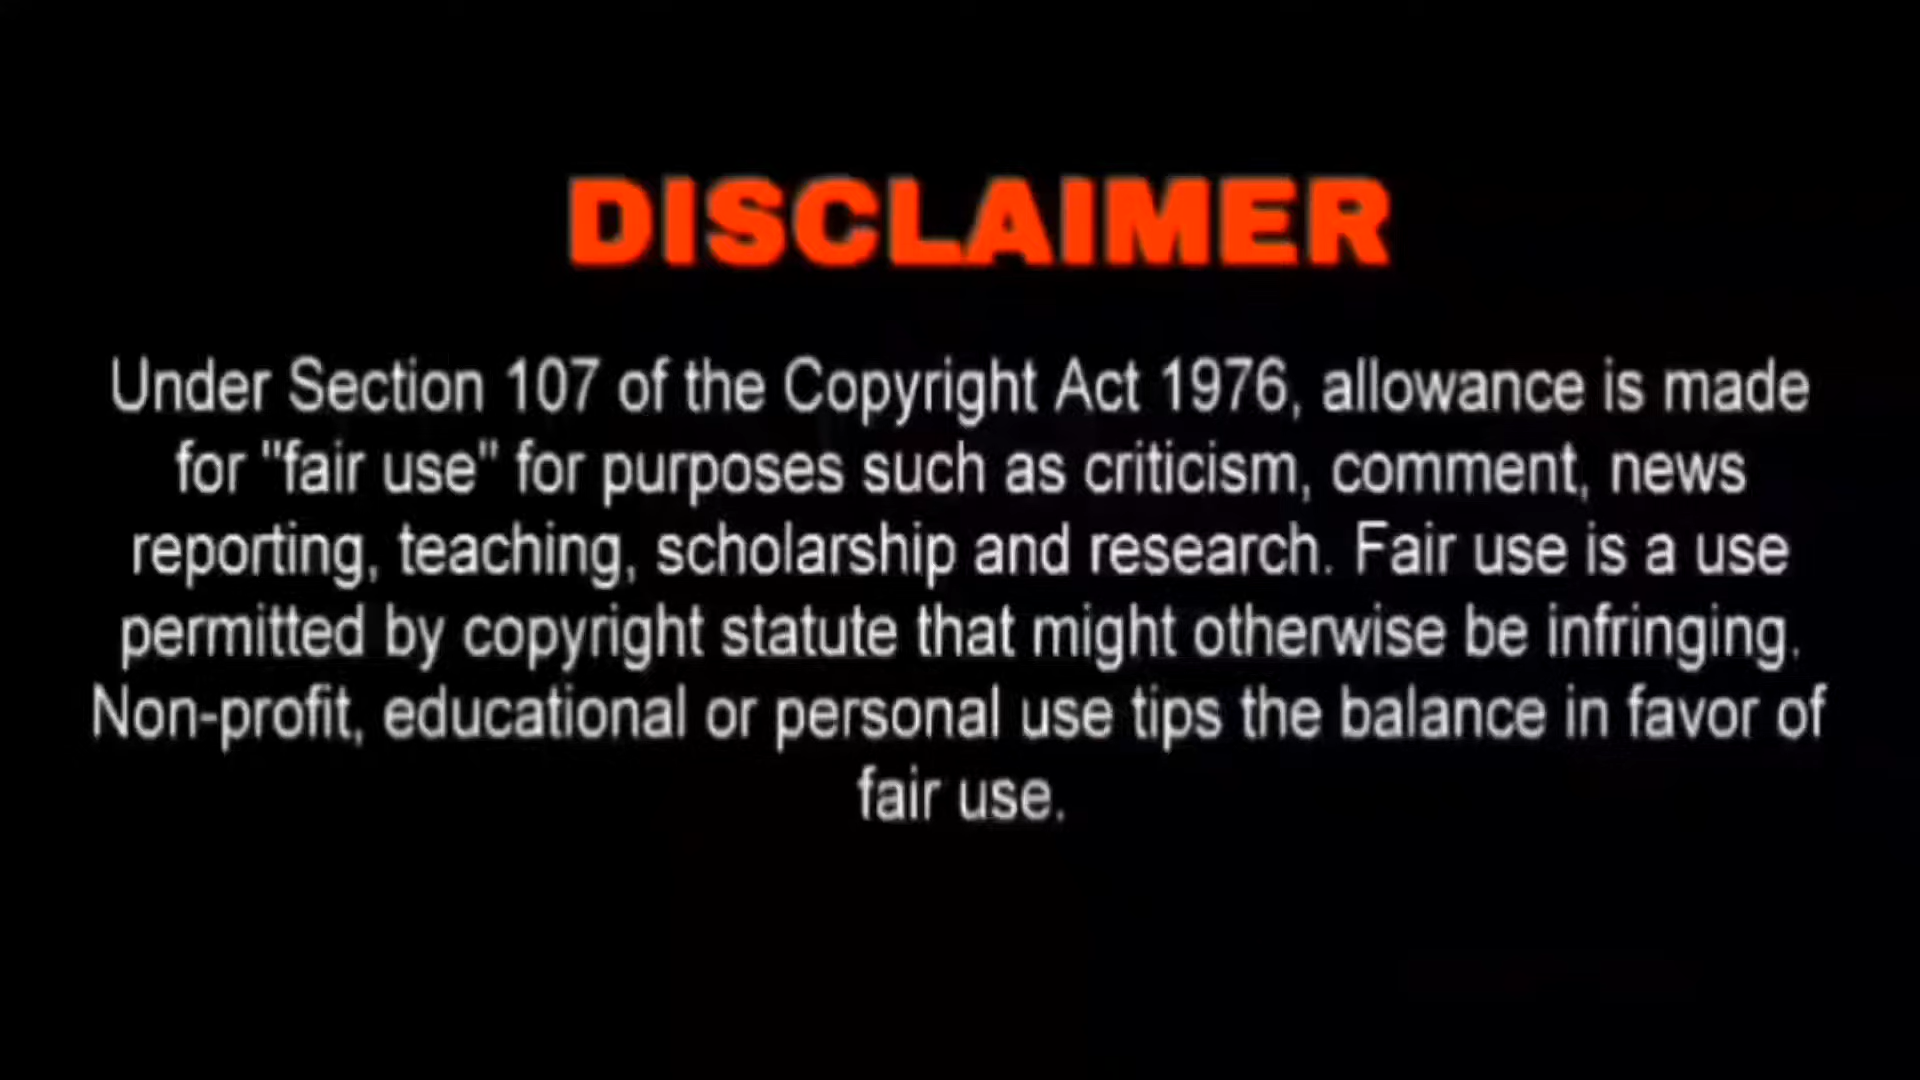 DISCLAIMER
Under Section 107 of the Copyright Act 1976, allowance is made
for "fair use" for purposes such as criticism, comment, news
reporting, teaching, scholarship and research. Fair use is a use
permitted by copyright statute that might otherwise be infringing.
Non-profit, educational or personal use tips the balance in favor of
fair use.